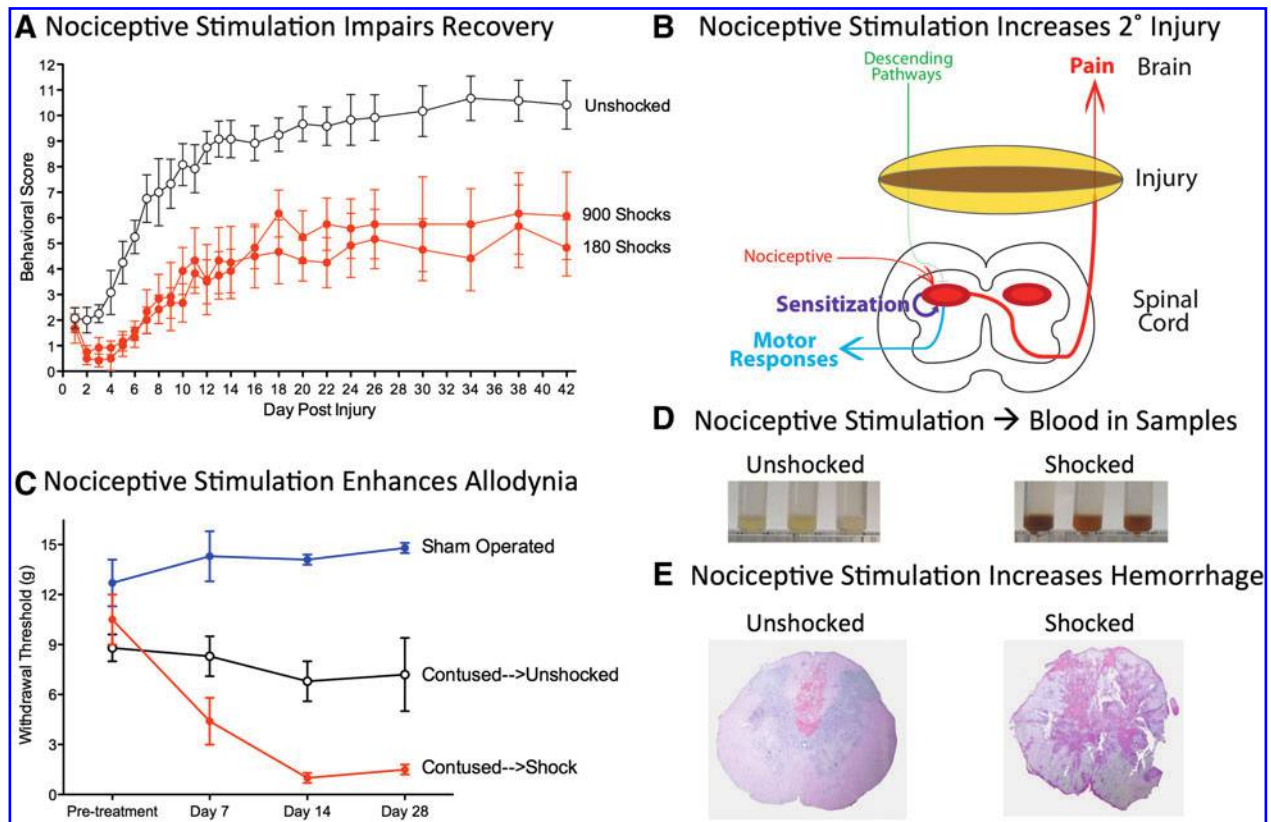 A Nociceptive Stimulation Impairs Recovery
12
11
10
9
8
7
6
5
4
3
2
1
0
Behavioral Score
0 2 4 6 8 10 12 14 16 18 20 22 24 26 28 30 32 34 36 38 40 42
Day Post Injury
Unshocked
900 Shocks
180 Shocks
B Nociceptive Stimulation Increases 2° Injury
Descending
Pathways
Pain
Brain
Injury
Nociceptive
Sensitization
Motor
Responses
Spinal
Cord
C Nociceptive Stimulation Enhances Allodynia
15
12
9
6
3
0
Withdrawal Threshold (g)
Pre-treatment Day 7 Day 14 Day 28
Sham Operated
Contused-->Unshocked
Contused-->Shock
D Nociceptive Stimulation → Blood in Samples
Unshocked Shocked
E Nociceptive Stimulation Increases Hemorrhage
Unshocked Shocked